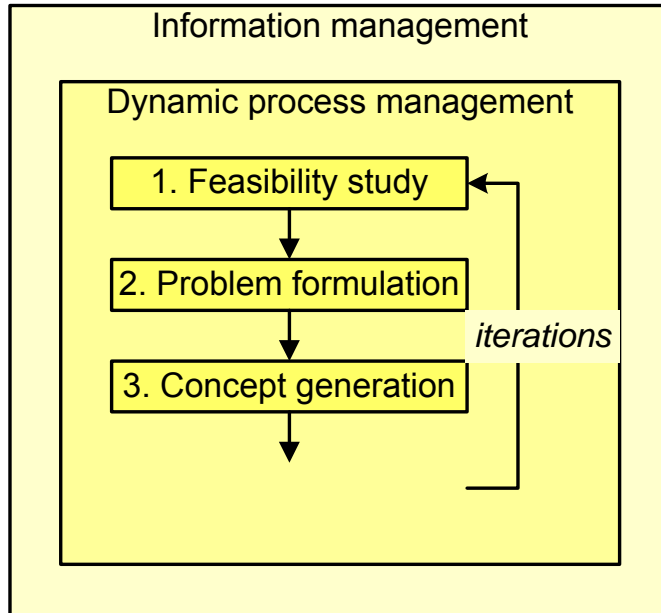 Information management
Dynamic process management
1. Feasibility study
2. Problem formulation
iterations
3. Concept generation